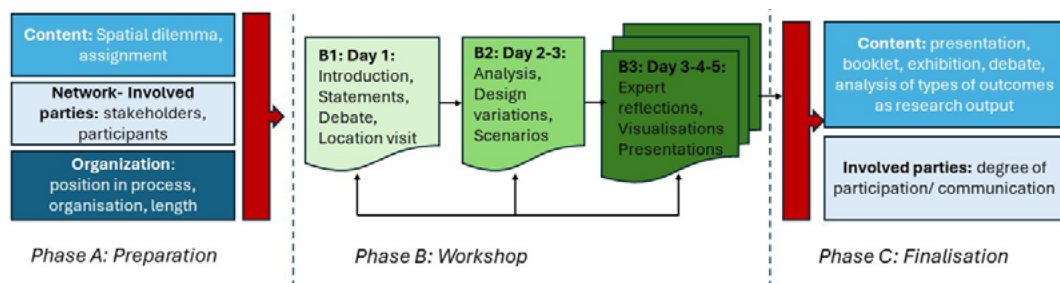 Content: Spatial dilemma,
assignment
Network- Involved
parties: stakeholders,
participants
Organization:
position in process,
organisation, length
Phase A: Preparation
B1: Day 1:
Introduction,
Statements,
Debate,
Location visit
B2: Day 2-3:
Analysis,
Design
variations,
Scenarios
B3: Day 3-4-5:
Expert
reflections,
Visualisations
Presentations
Phase B: Workshop
Content: presentation,
booklet, exhibition, debate,
analysis of types of outcomes
as research output
Involved parties: degree of
participation/ communication
Phase C: Finalisation